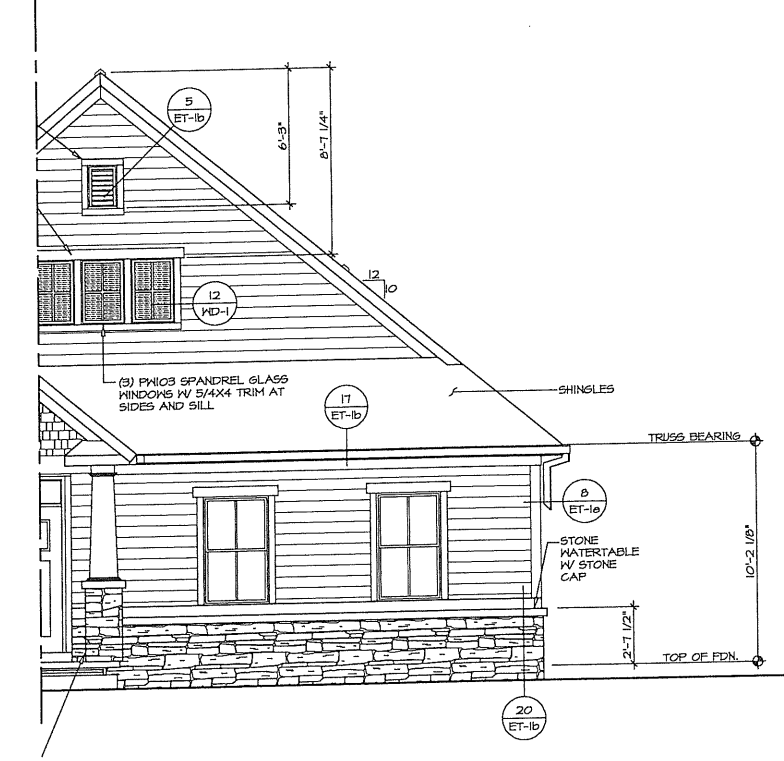 5
ET-1b
6'-3"
8'-7 1/4"
12
10
12
WD-1
(3) PW103 SPANDREL GLASS
WINDOWS W/ 5/4X4 TRIM AT
SIDES AND SILL
17
ET-1b
SHINGLES
TRUSS BEARING
8
ET-1a
STONE
WATERTABLE
W/ STONE
CAP
10'-2 1/8"
2'-7 1/2"
TOP OF FDN.
20
ET-1b